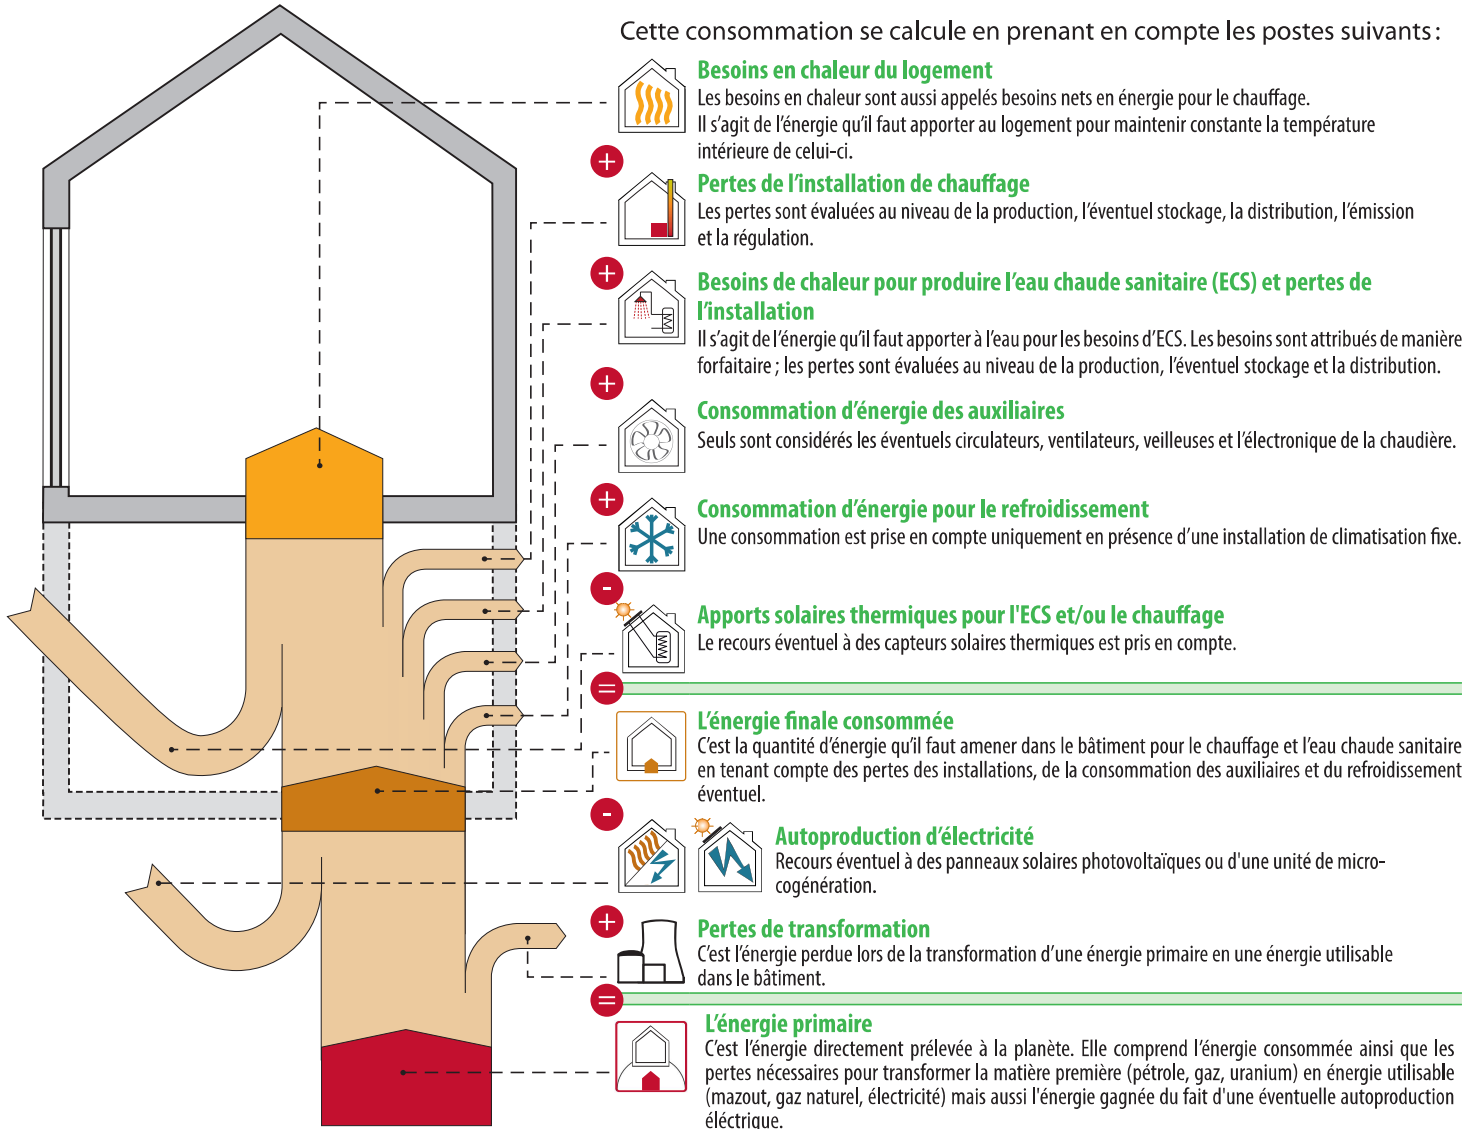 Cette consommation se calcule en prenant en compte les postes suivants :
Besoins en chaleur du logement
Les besoins en chaleur sont aussi appelés besoins nets en énergie pour le chauffage.
Il s'agit de l'énergie qu'il faut apporter au logement pour maintenir constante la température
intérieure de celui-ci.
+
Pertes de l'installation de chauffage
Les pertes sont évaluées au niveau de la production, l'éventuel stockage, la distribution, l'émission
et la régulation.
+
Besoins de chaleur pour produire l'eau chaude sanitaire (ECS) et pertes de
l'installation
Il s'agit de l'énergie qu'il faut apporter à l'eau pour les besoins d'ECS. Les besoins sont attribués de manière
forfaitaire ; les pertes sont évaluées au niveau de la production, l'éventuel stockage et la distribution.
+
Consommation d'énergie des auxiliaires
Seuls sont considérés les éventuels circulateurs, ventilateurs, veilleuses et l'électronique de la chaudière.
+
Consommation d'énergie pour le refroidissement
Une consommation est prise en compte uniquement en présence d'une installation de climatisation fixe.
-
Apports solaires thermiques pour l'ECS et/ou le chauffage
Le recours éventuel à des capteurs solaires thermiques est pris en compte.
=
L'énergie finale consommée
C'est la quantité d'énergie qu'il faut amener dans le bâtiment pour le chauffage et l'eau chaude sanitaire
en tenant compte des pertes des installations, de la consommation des auxiliaires et du refroidissement
éventuel.
-
Autoproduction d'électricité
Recours éventuel à des panneaux solaires photovoltaïques ou d'une unité de micro-
cogénération.
+
Pertes de transformation
C'est l'énergie perdue lors de la transformation d'une énergie primaire en une énergie utilisable
dans le bâtiment.
=
L'énergie primaire
C'est l'énergie directement prélevée à la planète. Elle comprend l'énergie consommée ainsi que les
pertes nécessaires pour transformer la matière première (pétrole, gaz, uranium) en énergie utilisable
(mazout, gaz naturel, électricité) mais aussi l'énergie gagnée du fait d'une éventuelle autoproduction
éléctrique.